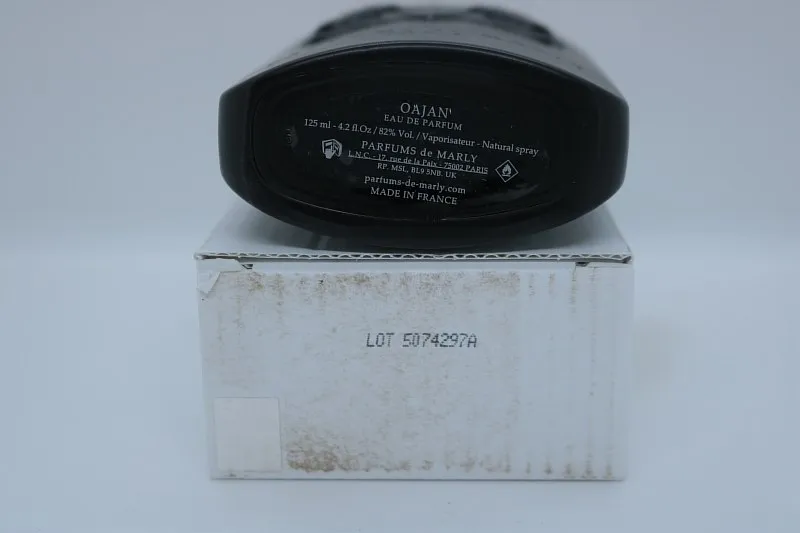 OAJAN
EAU DE PARFUM
125 ml - 4.2 fl.Oz / 82% Vol. / Vaporisateur - Natural spray
PARFUMS de MARLY
L.N.C. - 17, rue de la Paix - 75002 PARIS
RP. MSL, BL9 5NB. UK
parfums-de-marly.com
MADE IN FRANCE
LOT 5074297A